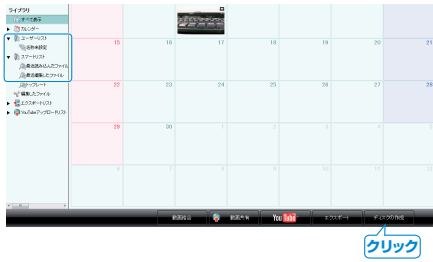 ライブラリ
すべて表示
カレンダー
ユーザーリスト
名称未設定
スマートリスト
最近読み込んだファイル
最近編集したファイル
テンプレート
編集したファイル
エクスポートリスト
YouTubeアップロードリスト
15 16 17 18 19 20 21
22 23 24 25 26 27 28
29 30 1 2 3 4 5
6 7 8 9 10 11 12
動画結合 動画共有 YouTube エクスポート ディスクの作成
クリック